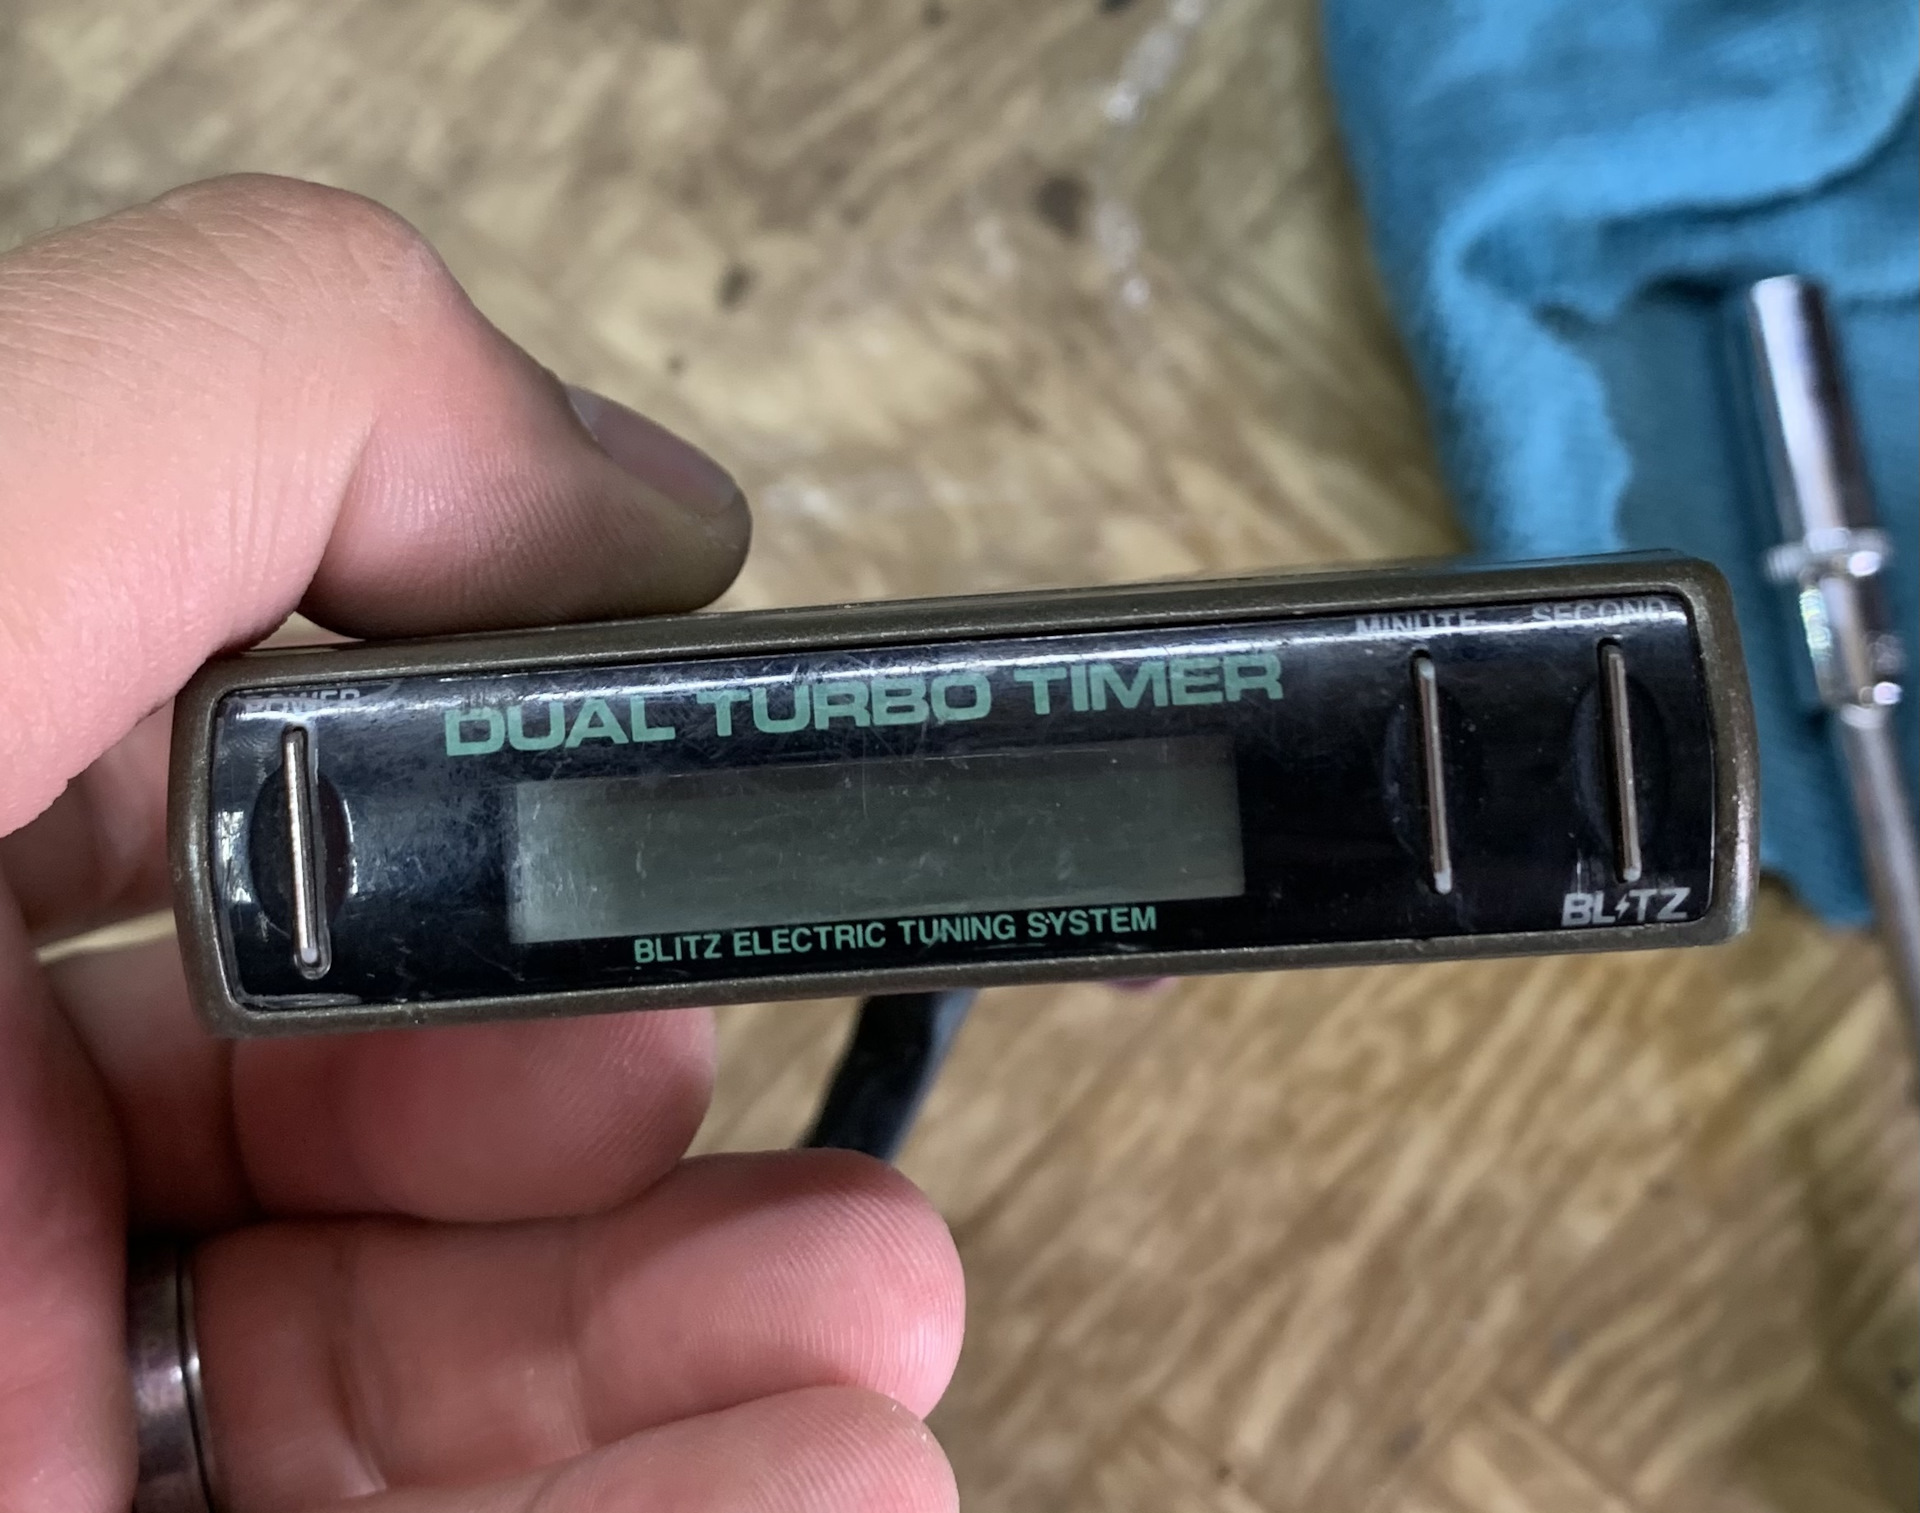 MINUTE SECOND
POWER
DUAL TURBO TIMER
BLITZ ELECTRIC TUNING SYSTEM
BLITZ